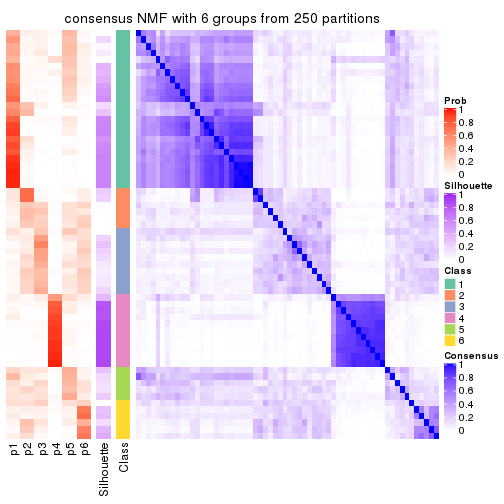 consensus NMF with 6 groups from 250 partitions
Prob
1
0.8
0.6
0.4
0.2
0
Silhouette
1
0.8
0.6
0.4
0.2
0
Class
1
2
3
4
5
6
Consensus
1
0.8
0.6
0.4
0.2
0
p1
p2
p3
p4
p5
p6
Silhouette
Class